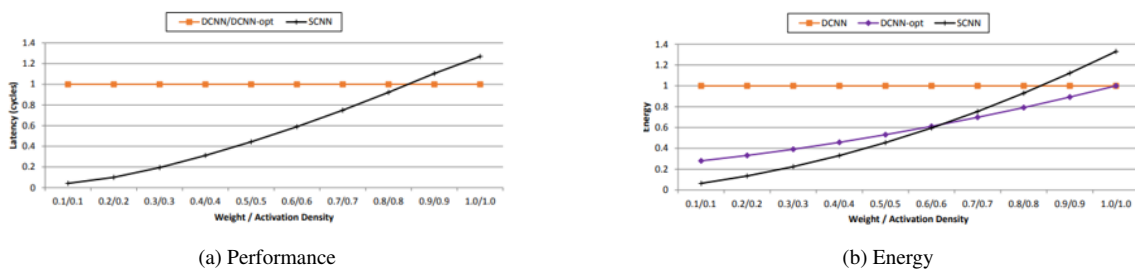 DCNN/DCNN-opt SCNN
1.4
1.2
1
0.8
0.6
0.4
0.2
0
Latency (cycles)
0.1/0.1 0.2/0.2 0.3/0.3 0.4/0.4 0.5/0.5 0.6/0.6 0.7/0.7 0.8/0.8 0.9/0.9 1.0/1.0
Weight / Activation Density
(a) Performance
DCNN DCNN-opt SCNN
1.4
1.2
1
0.8
0.6
0.4
0.2
0
Energy
0.1/0.1 0.2/0.2 0.3/0.3 0.4/0.4 0.5/0.5 0.6/0.6 0.7/0.7 0.8/0.8 0.9/0.9 1.0/1.0
Weight / Activation Density
(b) Energy